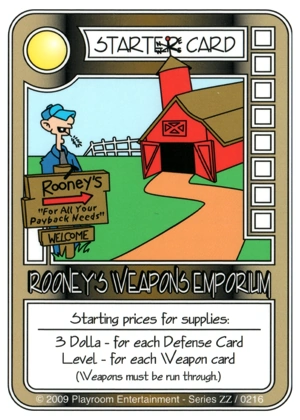 STARTER CARD
Rooney's
"For All Your
Payback Needs"
WELCOME
ROONEY'S WEAPONS EMPORIUM
Starting prices for supplies:
3 Dolla - for each Defense Card
Level - for each Weapon card
(Weapons must be run through.)
© 2009 Playroom Entertainment - Series ZZ / 0216